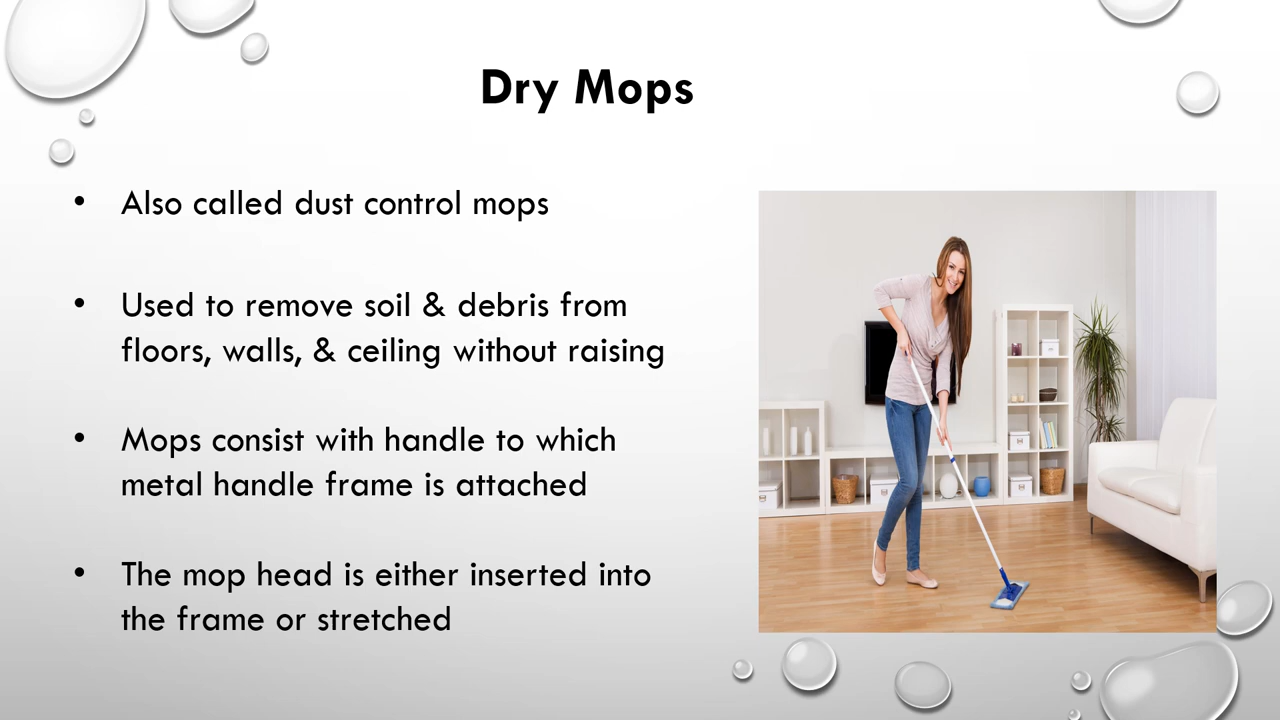 Dry Mops
• Also called dust control mops
• Used to remove soil & debris from
floors, walls, & ceiling without raising
• Mops consist with handle to which
metal handle frame is attached
• The mop head is either inserted into
the frame or stretched